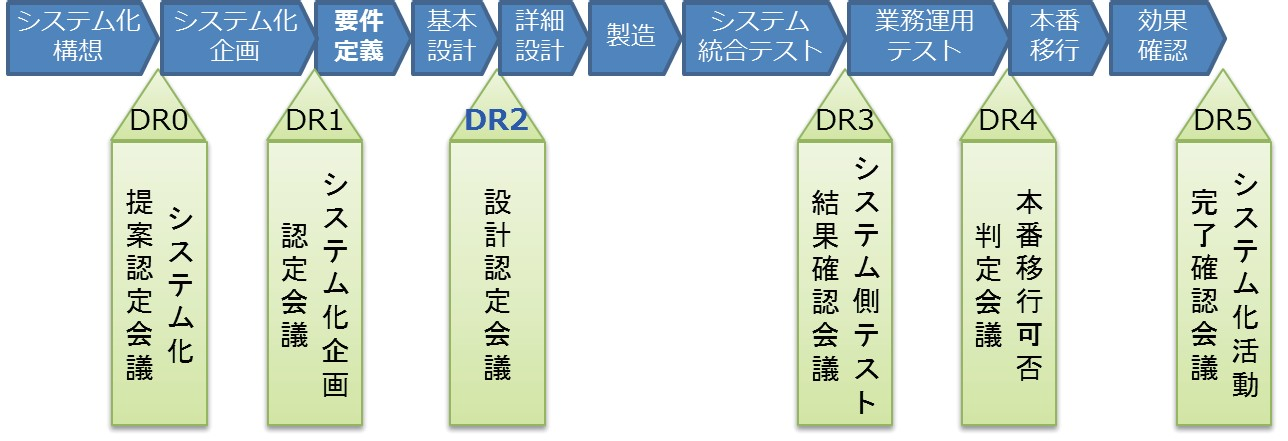 システム化
構想
システム化
企画
要件
定義
基本
設計
詳細
設計
製造
システム
統合テスト
業務運用
テスト
本番
移行
効果
確認
DR0
システム化
提案認定会議
DR1
システム化企画
認定会議
DR2
設計認定会議
DR3
システム側テスト
結果確認会議
DR4
本番移行可否
判定会議
DR5
システム化活動
完了確認会議